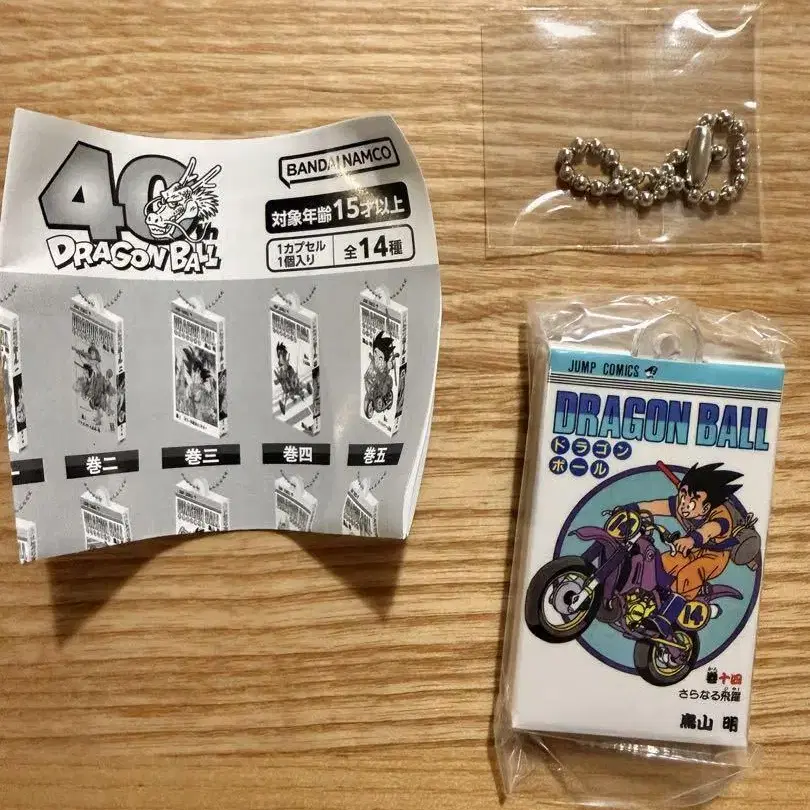 40th
DRAGON BALL
BANDAI NAMCO
対象年齢15才以上
1カプセル
1個入り
全14種
巻二
巻三
巻四
巻五
JUMP COMICS
DRAGON BALL
ドラゴン
ボール
14
14
巻十四
さらなる飛躍
鳥山 明